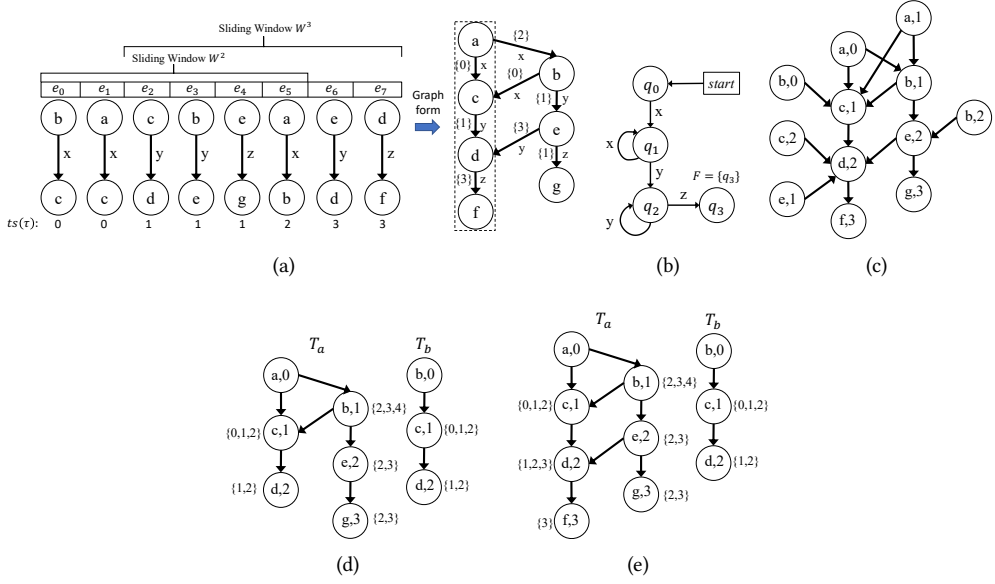 Sliding Window W³
Sliding Window W²
e₀ e₁ e₂ e₃ e₄ e₅ e₆ e₇
b a c b e a e d
x x y y z x y z
c c d e g b d f
ts(τ): 0 0 1 1 1 2 3 3
(a)
Graph
form
a
{2}
x
{0} x
b
{0}
x
c
{1} y
{1} y
e
{3}
y
d
{1} z
{3} z
g
f
q₀
start
x
x
q₁
y
F = {q₃}
q₂
z
q₃
y
(b)
a,1
a,0
b,0
b,1
c,1
b,2
c,2
e,2
d,2
e,1
g,3
f,3
(c)
Tₐ
T_b
a,0
b,0
b,1 {2,3,4}
{0,1,2} c,1
c,1 {0,1,2}
e,2 {2,3}
{1,2} d,2
d,2 {1,2}
g,3 {2,3}
(d)
Tₐ
T_b
a,0
b,0
b,1 {2,3,4}
{0,1,2} c,1
c,1 {0,1,2}
e,2 {2,3}
{1,2,3} d,2
d,2 {1,2}
g,3 {2,3}
{3} f,3
(e)